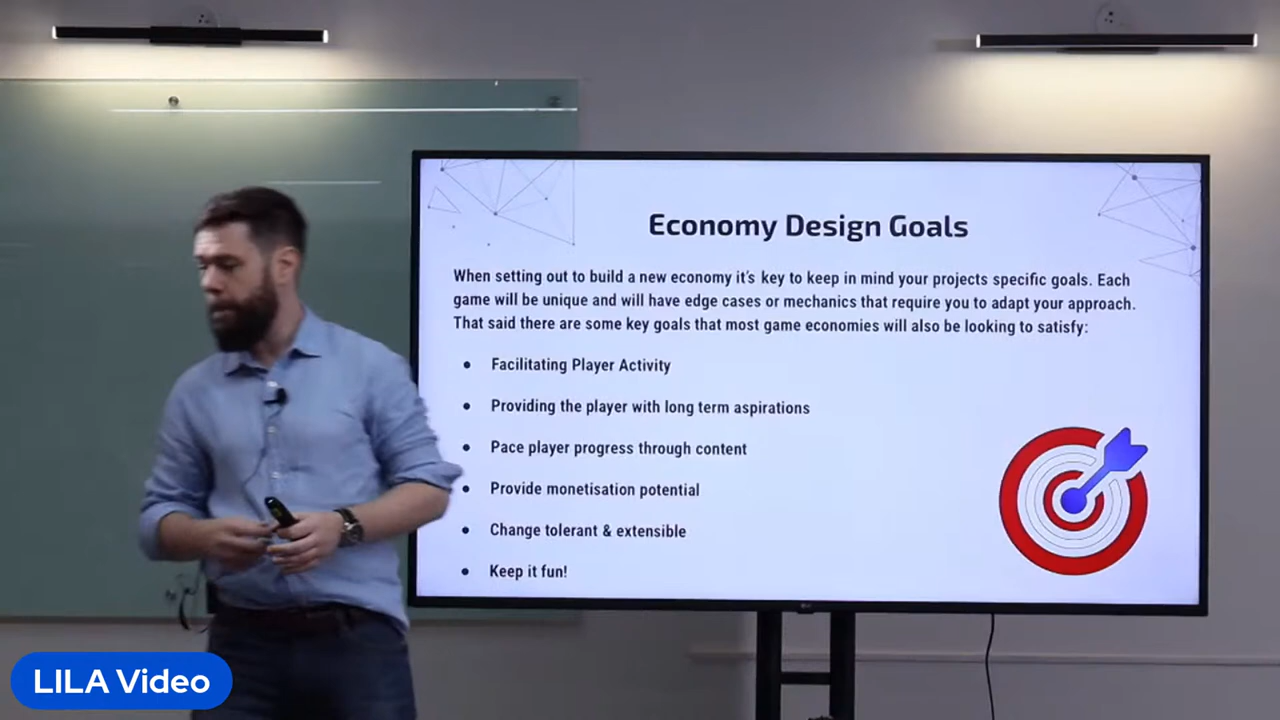 Economy Design Goals
When setting out to build a new economy it's key to keep in mind your projects specific goals. Each
game will be unique and will have edge cases or mechanics that require you to adapt your approach.
That said there are some key goals that most game economies will also be looking to satisfy:
• Facilitating Player Activity
• Providing the player with long term aspirations
• Pace player progress through content
• Provide monetisation potential
• Change tolerant & extensible
• Keep it fun!
LILA Video